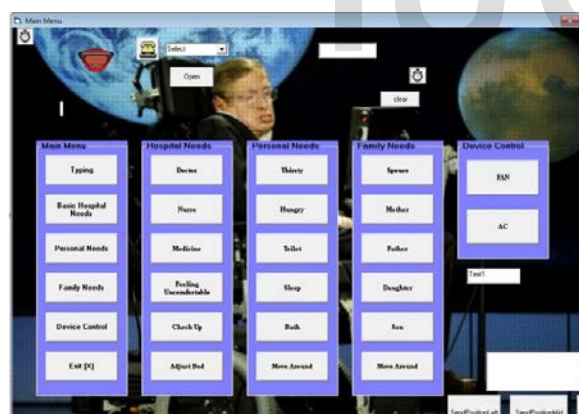 Main Menu
Select
Open
clear
Main Menu
Typing
Basic Hospital
Needs
Personal Needs
Family Needs
Device Control
Exit [X]
Hospital Needs
Doctor
Nurse
Medicine
Feeling
Uncomfortable
Check Up
Adjust Bed
Personal Needs
Thirsty
Hungry
Toilet
Sleep
Bath
Move Around
Family Needs
Spouse
Mother
Father
Daughter
Son
Move Around
Device Control
FAN
AC
Text1